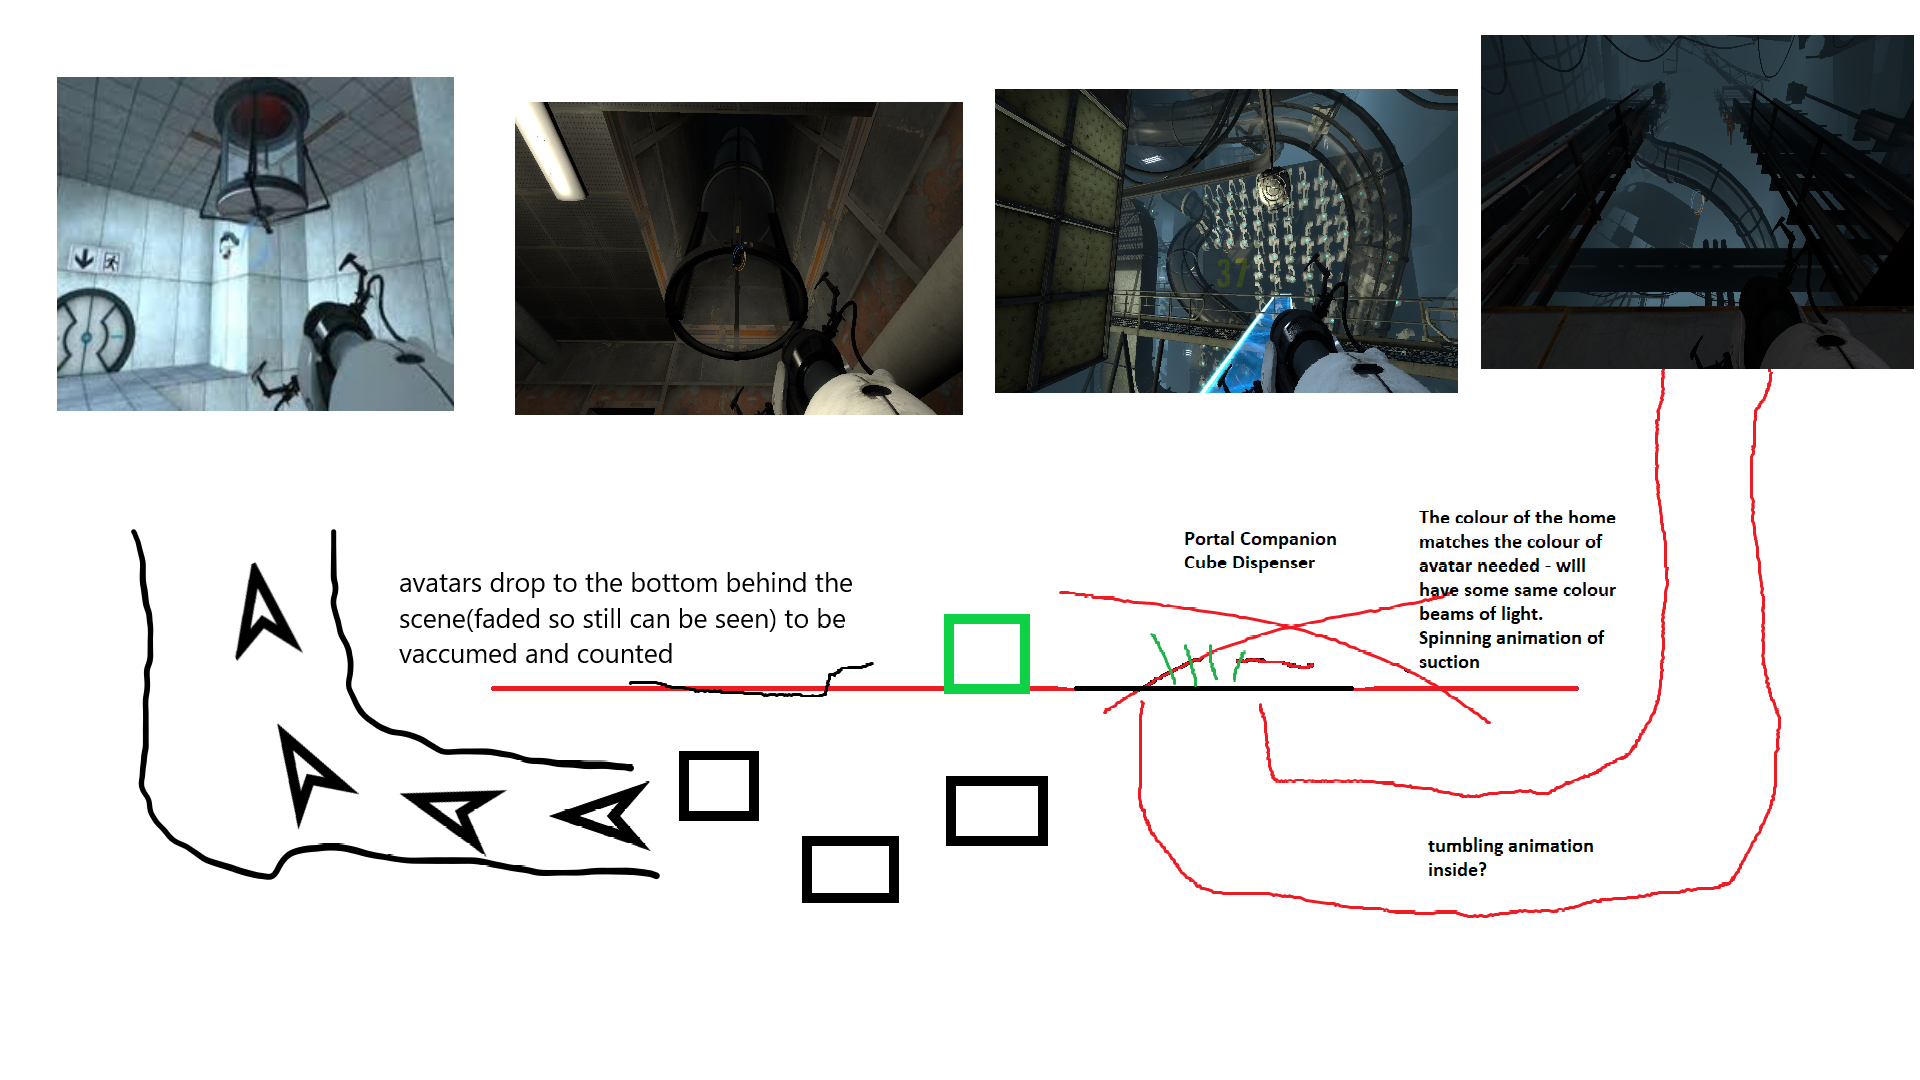 37
The colour of the home
matches the colour of
avatar needed - will
have some same colour
beams of light.
Spinning animation of
suction
Portal Companion
Cube Dispenser
avatars drop to the bottom behind the
scene(faded so still can be seen) to be
vaccumed and counted
tumbling animation
inside?